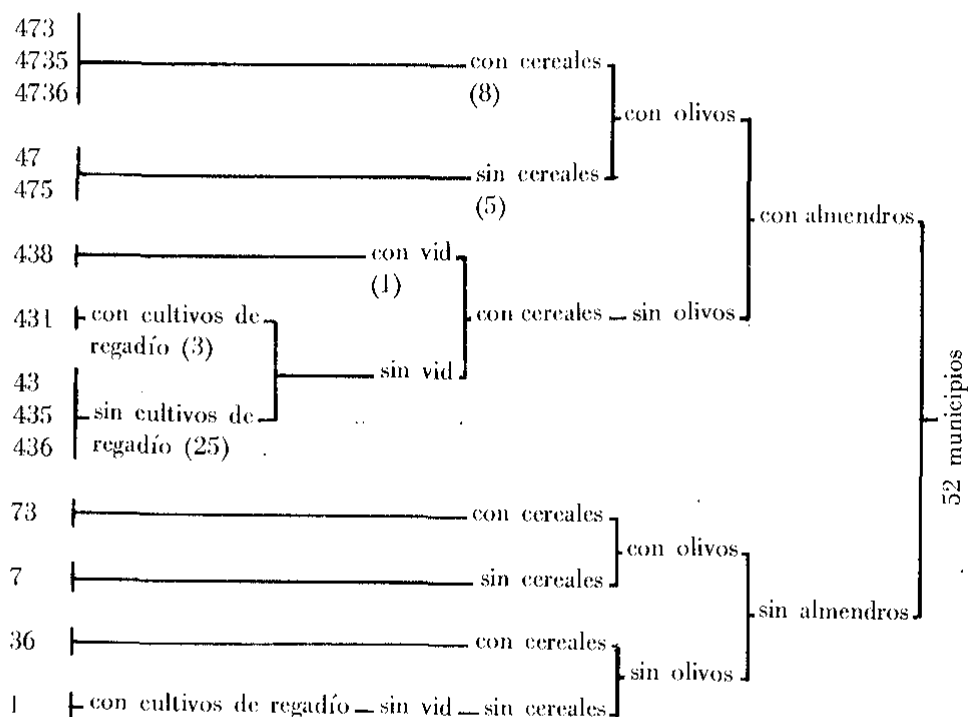 473
4735
4736
con cereales
(8)
con olivos
47
475
sin cereales
(5)
con almendros
438
con vid
(1)
431
con cultivos de
regadío (3)
con cereales
sin olivos
sin vid
43
435
436
sin cultivos de
regadío (25)
52 municipios
73
con cereales
con olivos
7
sin cereales
sin almendros
36
con cereales
sin olivos
1
con cultivos de regadío
sin vid
sin cereales